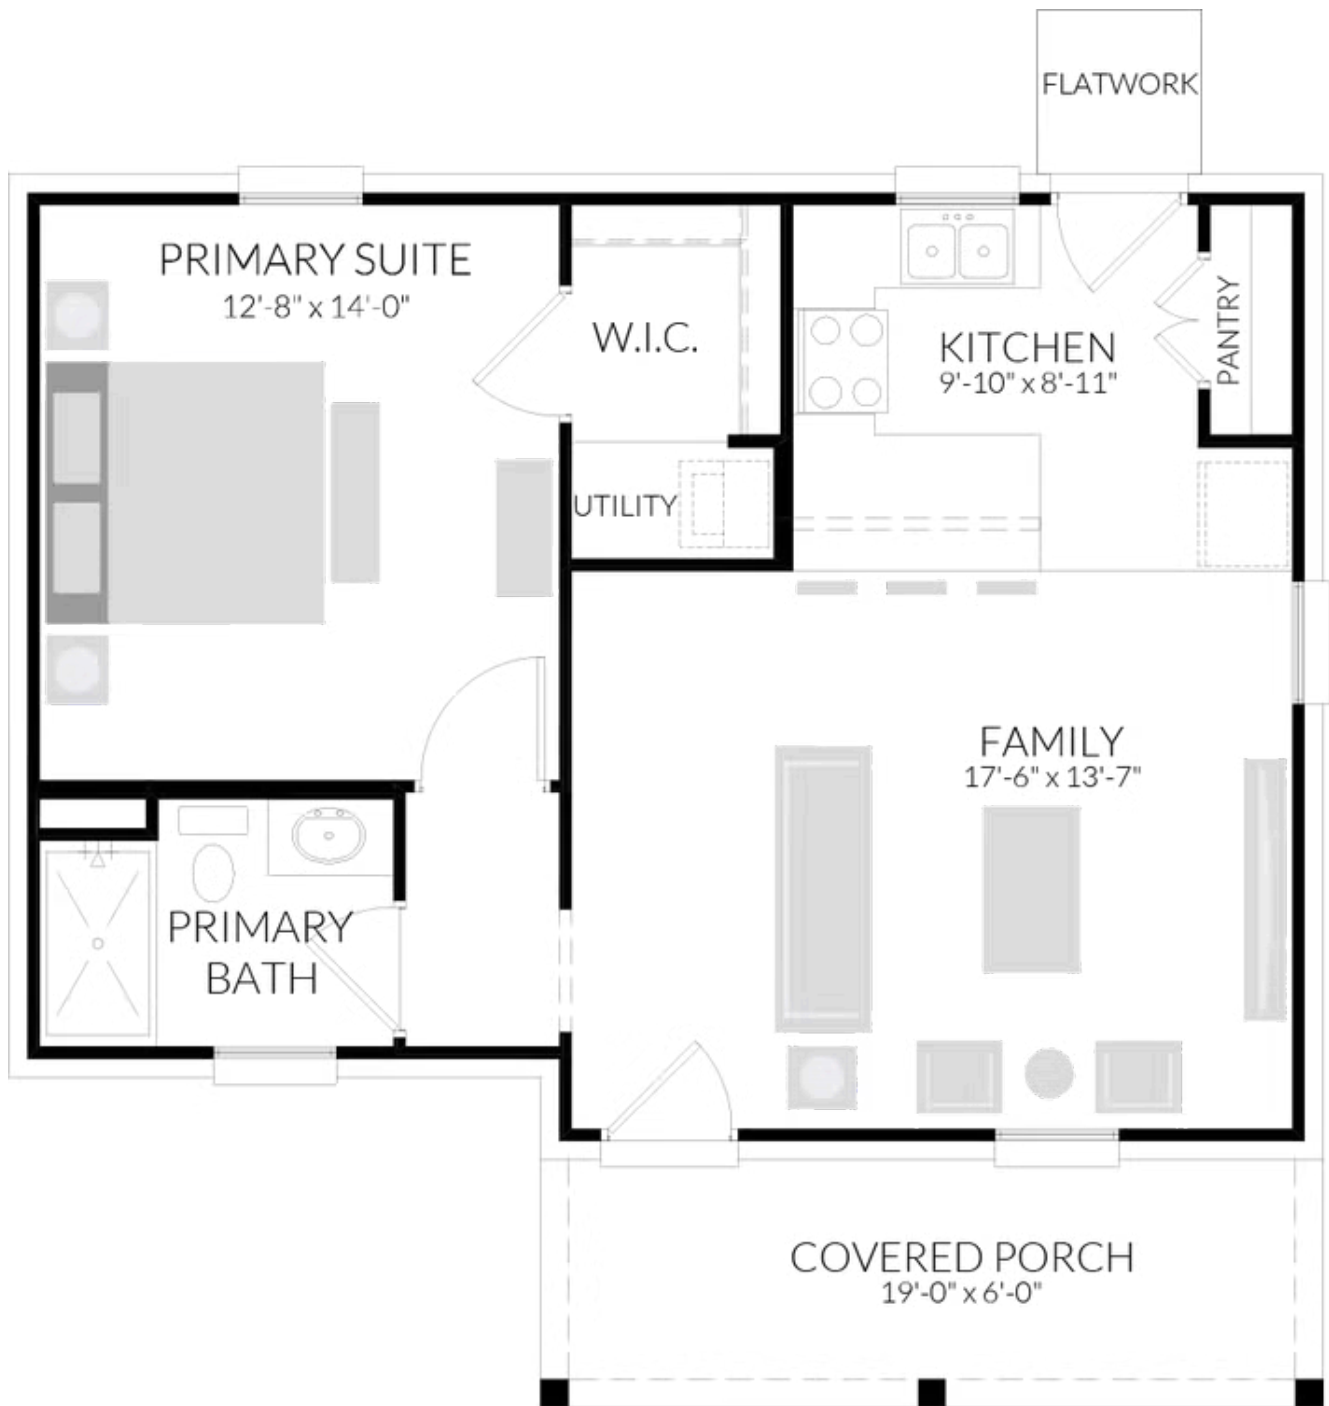 FLATWORK
PRIMARY SUITE
12'-8" x 14'-0"
W.I.C.
KITCHEN
9'-10" x 8'-11"
PANTRY
UTILITY
FAMILY
17'-6" x 13'-7"
PRIMARY
BATH
COVERED PORCH
19'-0" x 6'-0"